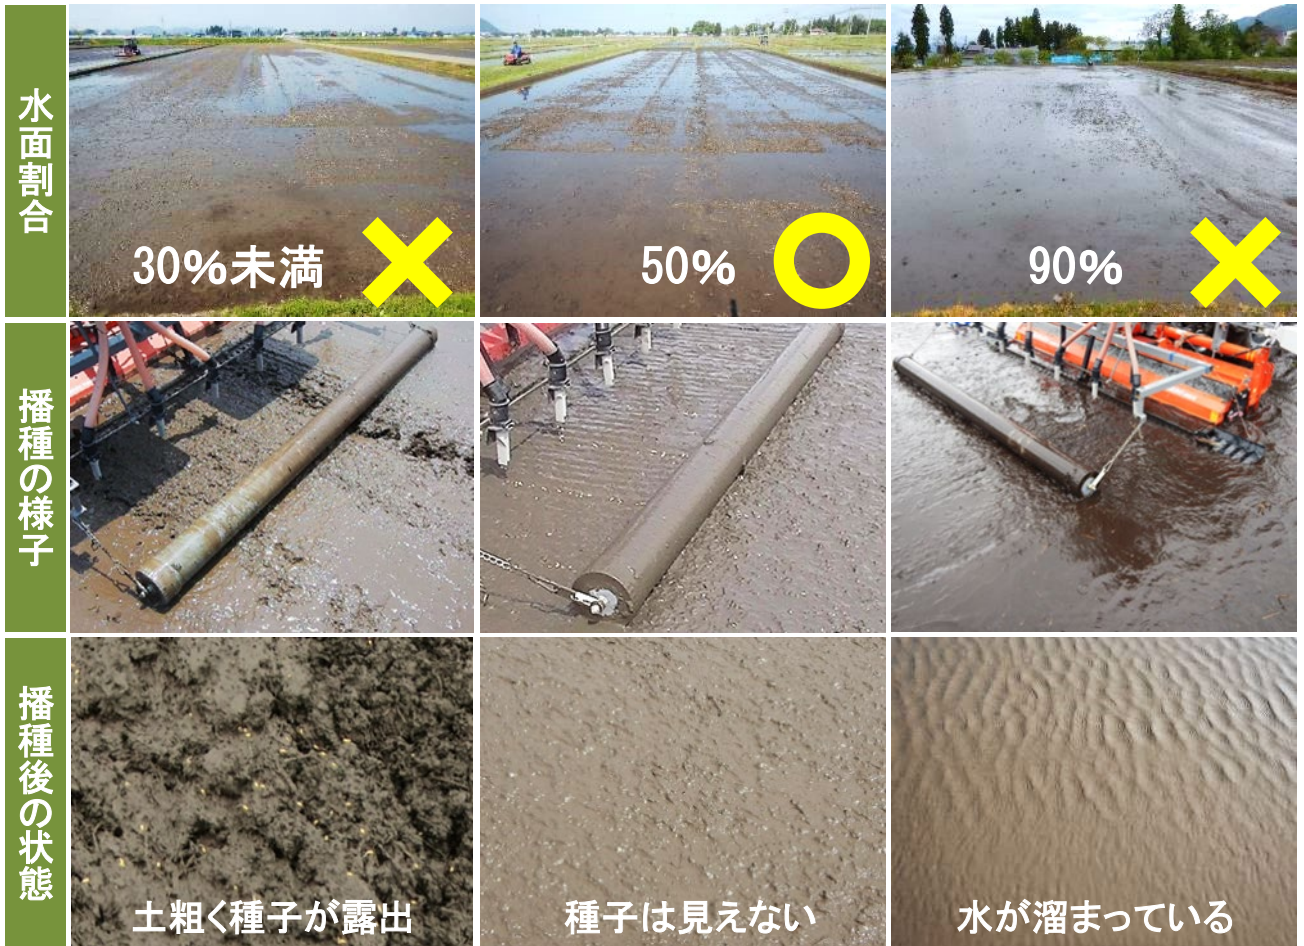 水面割合
30%未満
50%
90%
播種の様子
播種後の状態
土粗く種子が露出
種子は見えない
水が溜まっている